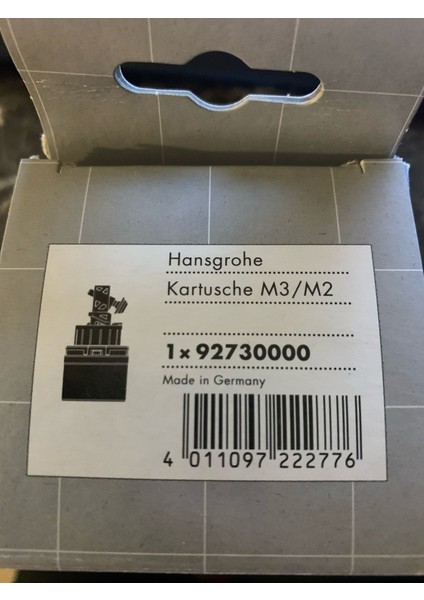 Hansgrohe
Kartusche M3/M2
1 x 92730000
Made in Germany
4 011097 222776